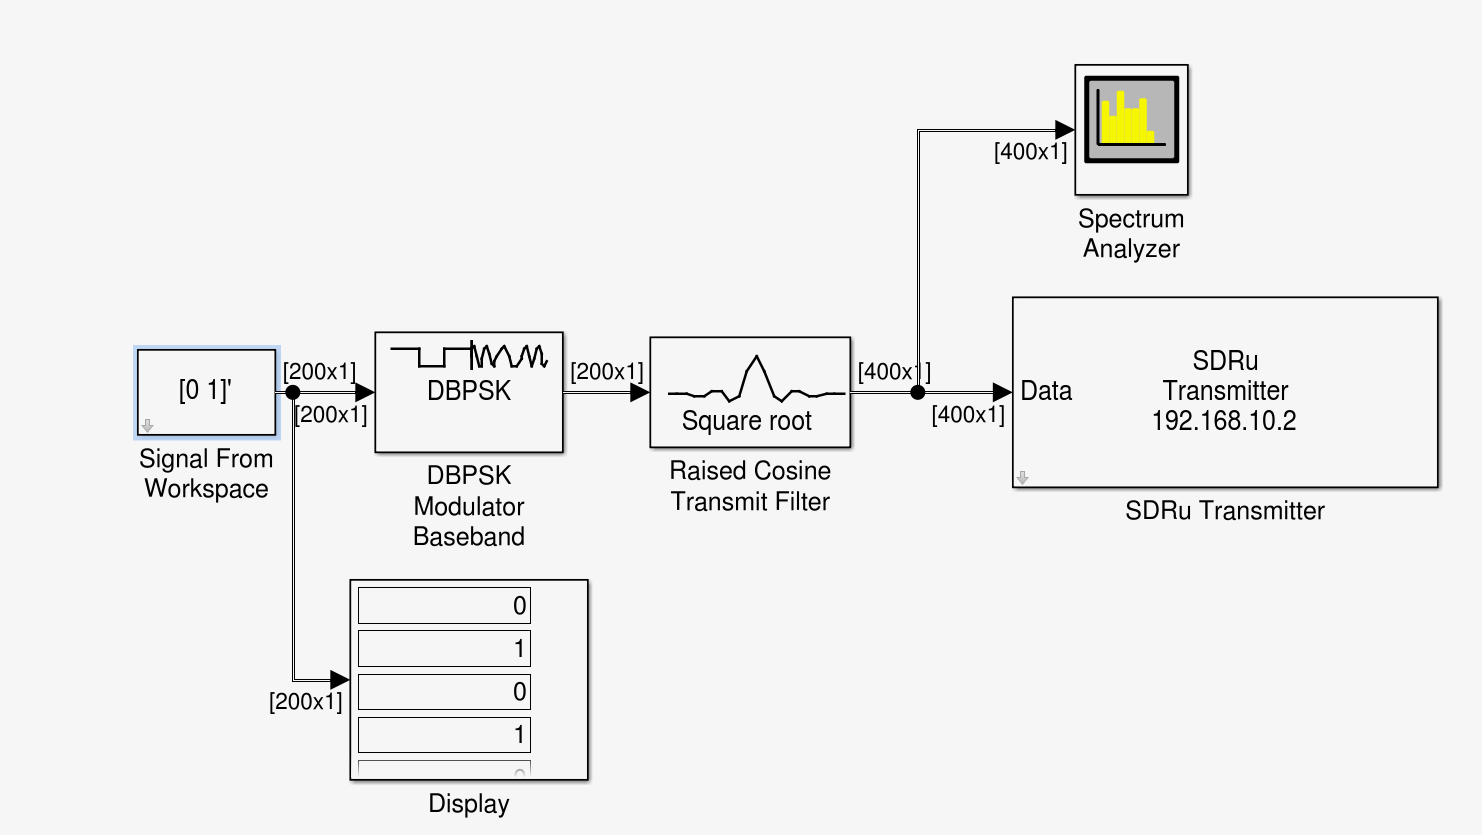 [400x1]
Spectrum
Analyzer
[0 1]'
Signal From
Workspace
[200x1]
[200x1]
DBPSK
DBPSK
Modulator
Baseband
[200x1]
Square root
Raised Cosine
Transmit Filter
[400x1]
[400x1]
Data
SDRu
Transmitter
192.168.10.2
SDRu Transmitter
[200x1]
0
1
0
1
Display